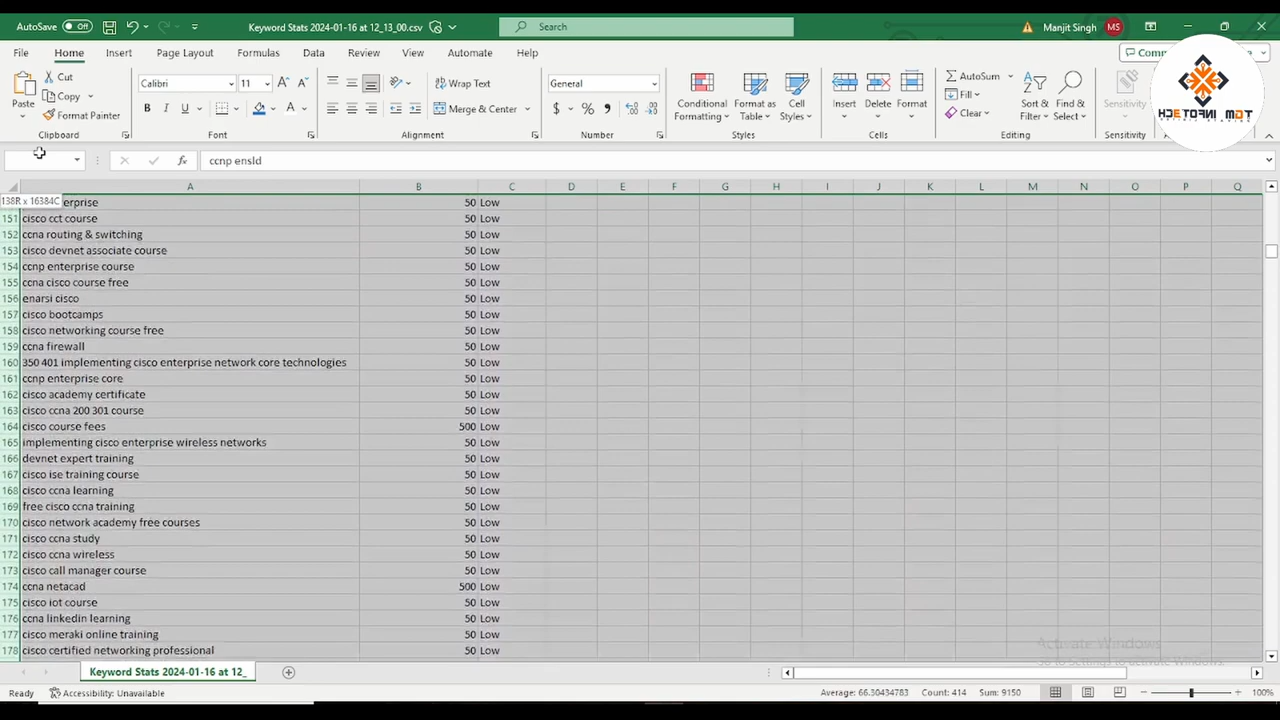 AutoSave Off Keyword Stats 2024-01-16 at 12_13_00.csv Search Manjit Singh MS
File Home Insert Page Layout Formulas Data Review View Automate Help
Paste Cut Copy Format Painter Clipboard
Calibri 11 B I U A Font
Wrap Text Merge & Center Alignment
General $ % Number
Conditional Formatting Format as Table Cell Styles Styles
Insert Delete Format Cells
AutoSum Fill Clear Sort & Filter Find & Select Editing
Sensitivity Sensitivity
TDM INFOTECH
fx ccnp ensld
A B C D E F G H I J K L M N O P Q
138R x 16384C 50 Low
151 cisco cct course 50 Low
152 ccna routing & switching 50 Low
153 cisco devnet associate course 50 Low
154 ccnp enterprise course 50 Low
155 ccna cisco course free 50 Low
156 enarsi cisco 50 Low
157 cisco bootcamps 50 Low
158 cisco networking course free 50 Low
159 ccna firewall 50 Low
160 350 401 implementing cisco enterprise network core technologies 50 Low
161 ccnp enterprise core 50 Low
162 cisco academy certificate 50 Low
163 cisco ccna 200 301 course 50 Low
164 cisco course fees 500 Low
165 implementing cisco enterprise wireless networks 50 Low
166 devnet expert training 50 Low
167 cisco ise training course 50 Low
168 cisco ccna learning 50 Low
169 free cisco ccna training 50 Low
170 cisco network academy free courses 50 Low
171 cisco ccna study 50 Low
172 cisco ccna wireless 50 Low
173 cisco call manager course 50 Low
174 ccna netacad 500 Low
175 cisco iot course 50 Low
176 ccna linkedin learning 50 Low
177 cisco meraki online training 50 Low
178 cisco certified networking professional 50 Low
Activate Windows
Go to Settings to activate Windows.
Keyword Stats 2024-01-16 at 12_
Ready Accessibility: Unavailable Average: 66.30434783 Count: 414 Sum: 9150 100%